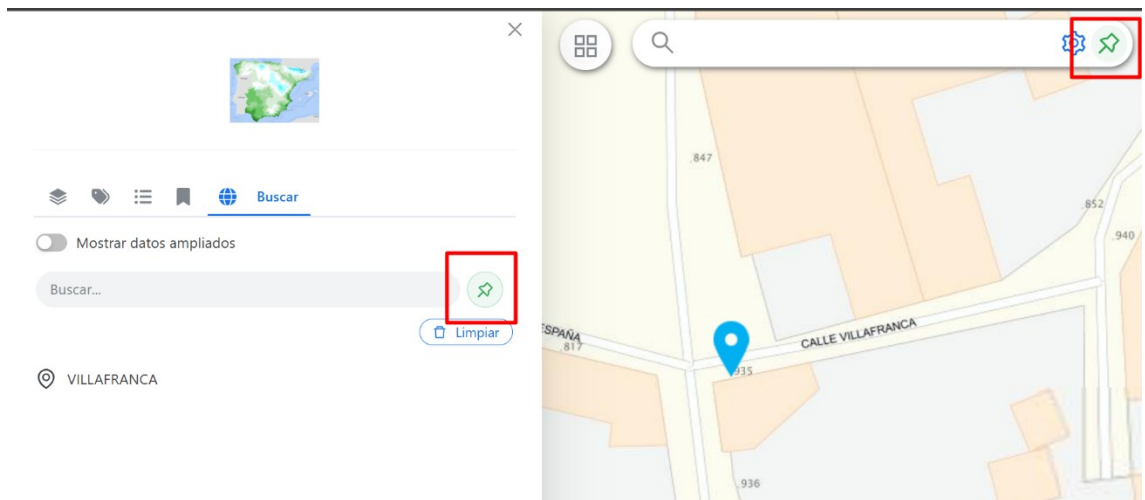 Buscar
Mostrar datos ampliados
Buscar...
Limpiar
VILLAFRANCA
.847
.852
.940
ESPAÑA
.817
CALLE VILLAFRANCA
.935
.936